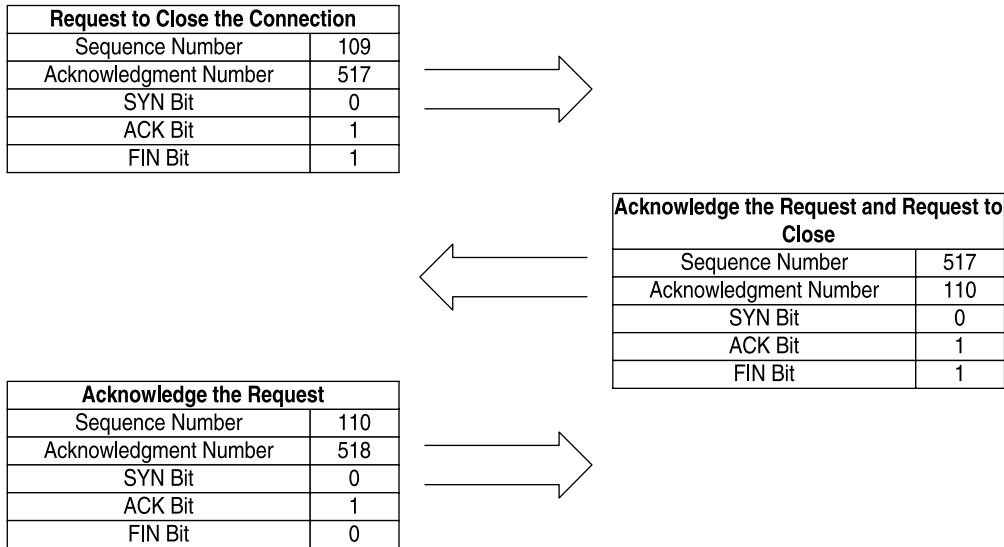 Request to Close the Connection
Sequence Number 109
Acknowledgment Number 517
SYN Bit 0
ACK Bit 1
FIN Bit 1
Acknowledge the Request and Request to
Close
Sequence Number 517
Acknowledgment Number 110
SYN Bit 0
ACK Bit 1
FIN Bit 1
Acknowledge the Request
Sequence Number 110
Acknowledgment Number 518
SYN Bit 0
ACK Bit 1
FIN Bit 0